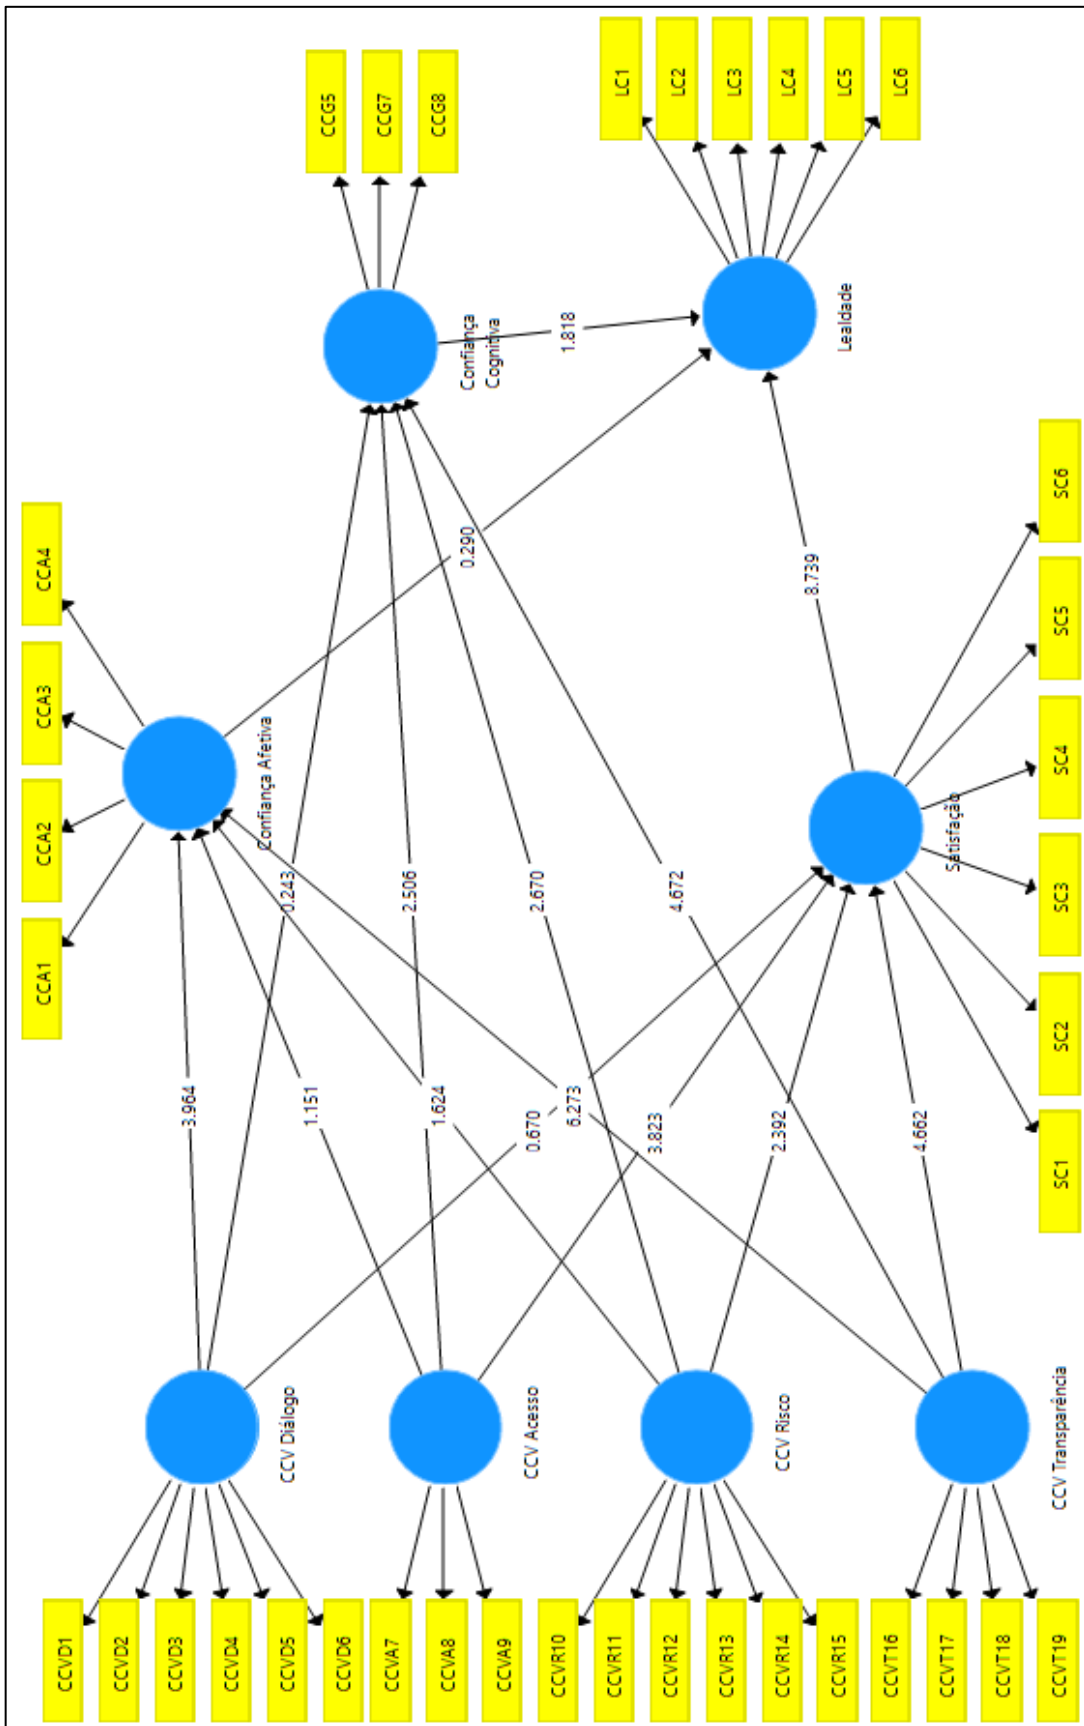 CCVD1
CCVD2
CCVD3
CCVD4
CCVD5
CCVD6
CCVA7
CCVA8
CCVA9
CCVR10
CCVR11
CCVR12
CCVR13
CCVR14
CCVR15
CCVT16
CCVT17
CCVT18
CCVT19
CCV Diálogo
CCV Acesso
CCV Risco
CCV Transparência
3.964
1.151
1.624
0.670
6.273
3.823
2.392
4.662
0.243
2.506
2.670
4.672
CCA1
CCA2
CCA3
CCA4
Confiança Afetiva
Satisfação
SC1
SC2
SC3
SC4
SC5
SC6
0.290
8.739
1.818
Confiança
Cognitiva
Lealdade
CCG5
CCG7
CCG8
LC1
LC2
LC3
LC4
LC5
LC6